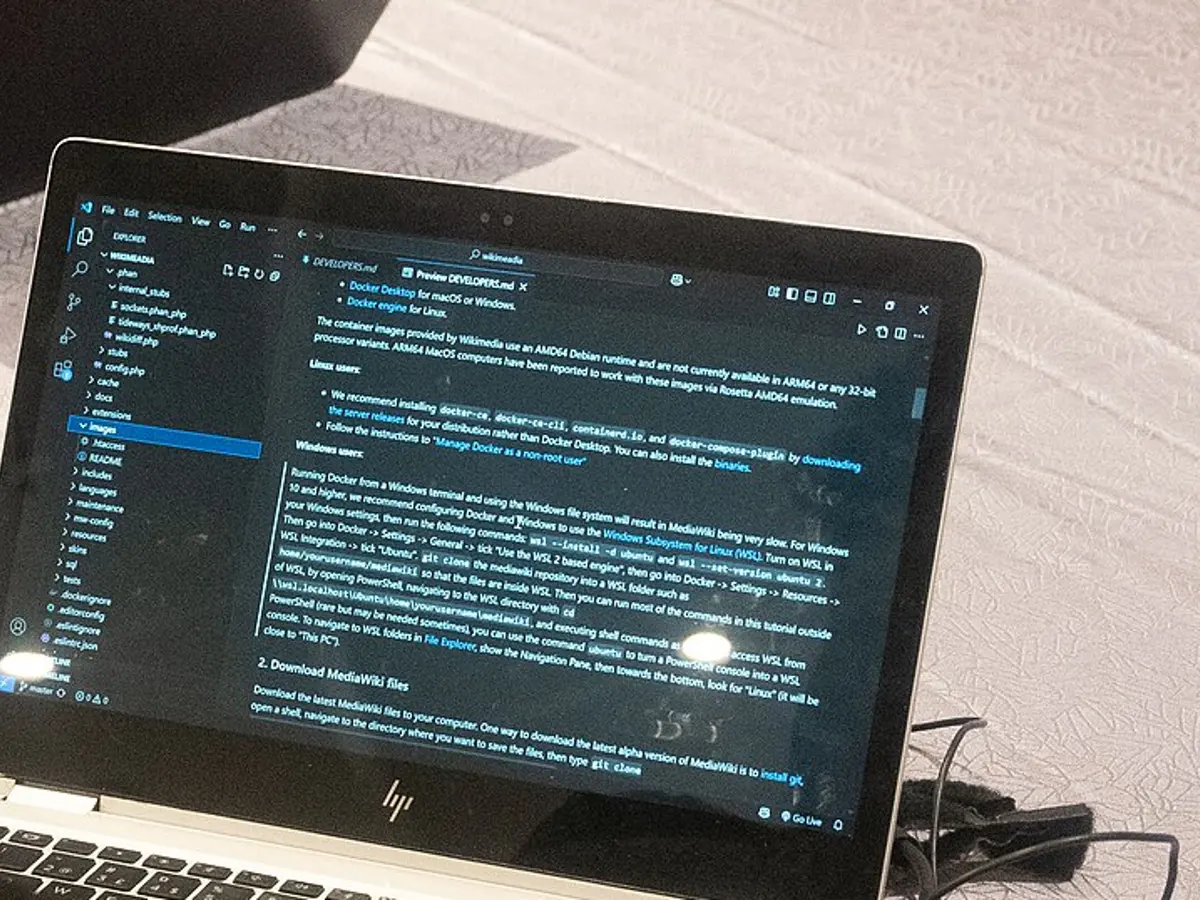 File Edit Selection View Go Run ...
wikimeadia
EXPLORER ...
WIKIMEADIA
.phan
internal_stubs
sockets.phan_php
tideways_xhprof.phan_php
wikidiff.php
stubs
config.php
cache
docs
extensions
images
.htaccess
README
includes
languages
maintenance
mw-config
resources
skins
sql
tests
.dockerignore
.editorconfig
.eslintignore
.eslintrc.json
master
0 0
DEVELOPERS.md
Preview DEVELOPERS.md
Docker Desktop for macOS or Windows.
Docker engine for Linux.
The container images provided by Wikimedia use an AMD64 Debian runtime and are not currently available in ARM64 or any 32-bit
processor variants. ARM64 MacOS computers have been reported to work with these images via Rosetta AMD64 emulation.
Linux users:
We recommend installing docker-ce, docker-ce-cli, containerd.io, and docker-compose-plugin by downloading
the server releases for your distribution rather than Docker Desktop. You can also install the binaries.
Follow the instructions to "Manage Docker as a non-root user"
Windows users:
Running Docker from a Windows terminal and using the Windows file system will result in MediaWiki being very slow. For Windows
10 and higher, we recommend configuring Docker and Windows to use the Windows Subsystem for Linux (WSL). Turn on WSL in
your Windows settings, then run the following commands: wsl --install -d ubuntu and wsl --set-version ubuntu 2.
Then go into Docker -> Settings -> General -> tick "Use the WSL 2 based engine", then go into Docker -> Settings -> Resources ->
WSL Integration -> tick "Ubuntu". git clone the mediawiki repository into a WSL folder such as
home/yourusername/mediawiki so that the files are inside WSL. Then you can run most of the commands in this tutorial outside
of WSL by opening PowerShell, navigating to the WSL directory with cd
\\wsl.localhost\Ubuntu\home\yourusername\mediawiki, and executing shell commands as access WSL from
PowerShell (rare but may be needed sometimes), you can use the command ubuntu to turn a PowerShell console into a WSL
console. To navigate to WSL folders in File Explorer, show the Navigation Pane, then towards the bottom, look for "Linux" (it will be
close to "This PC").
2. Download MediaWiki files
Download the latest MediaWiki files to your computer. One way to download the latest alpha version of MediaWiki is to install git,
open a shell, navigate to the directory where you want to save the files, then type git clone
Go Live
hp